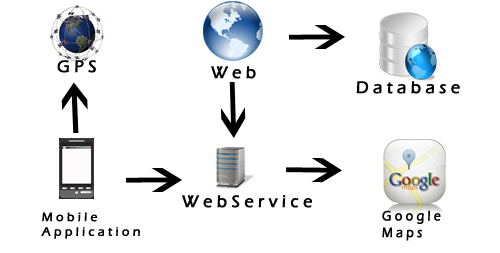 GPS
Web
Database
Mobile
Application
WebService
Google
maps
Google
Maps